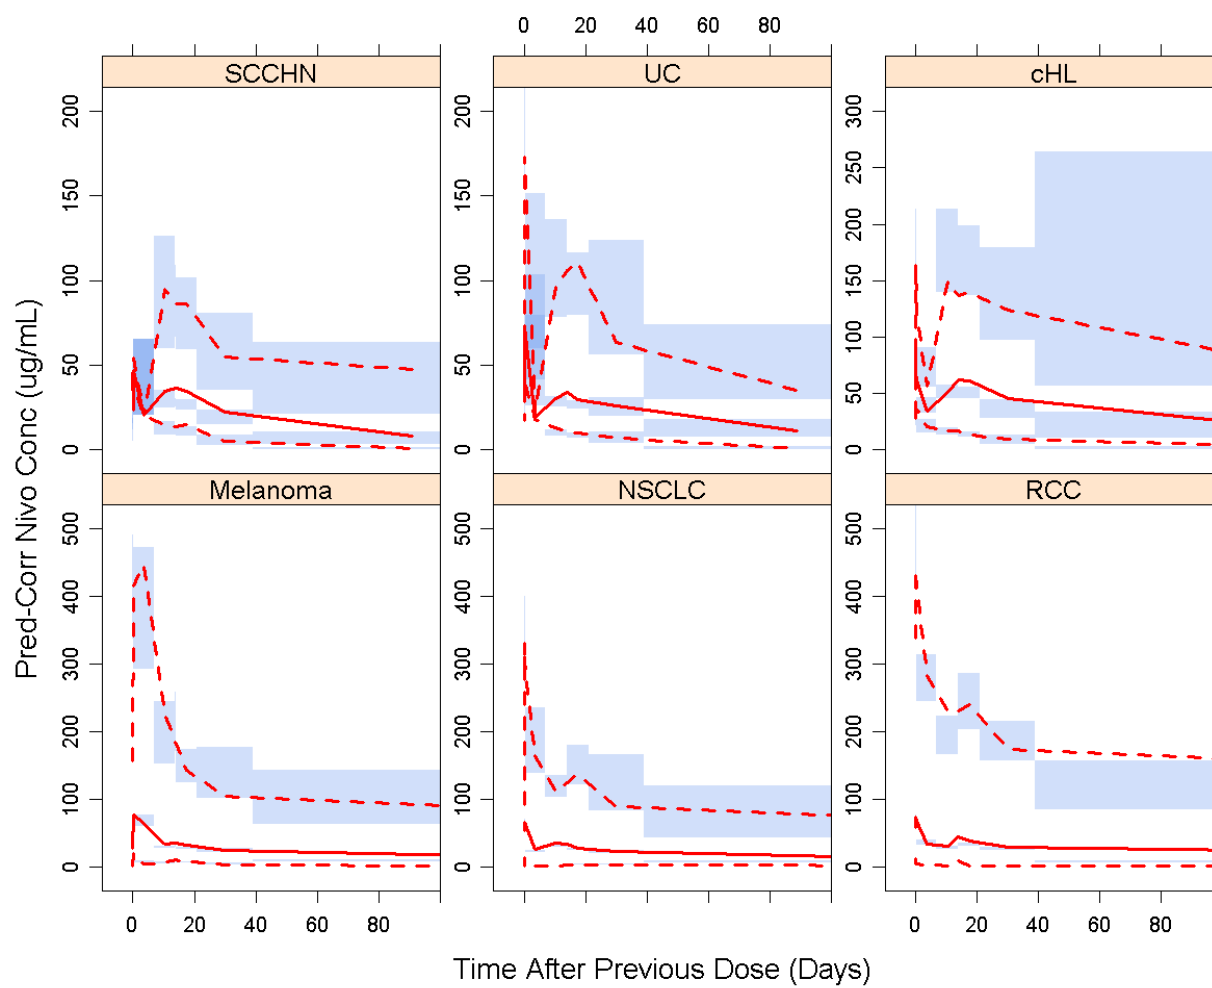 0 20 40 60 80
SCCHN UC cHL
0 50 100 150 200
0 50 100 150 200
0 50 100 150 200 250 300
Pred-Corr Nivo Conc (ug/mL)
Melanoma NSCLC RCC
0 100 200 300 400 500
0 100 200 300 400 500
0 100 200 300 400 500
0 20 40 60 80 0 20 40 60 80
Time After Previous Dose (Days)